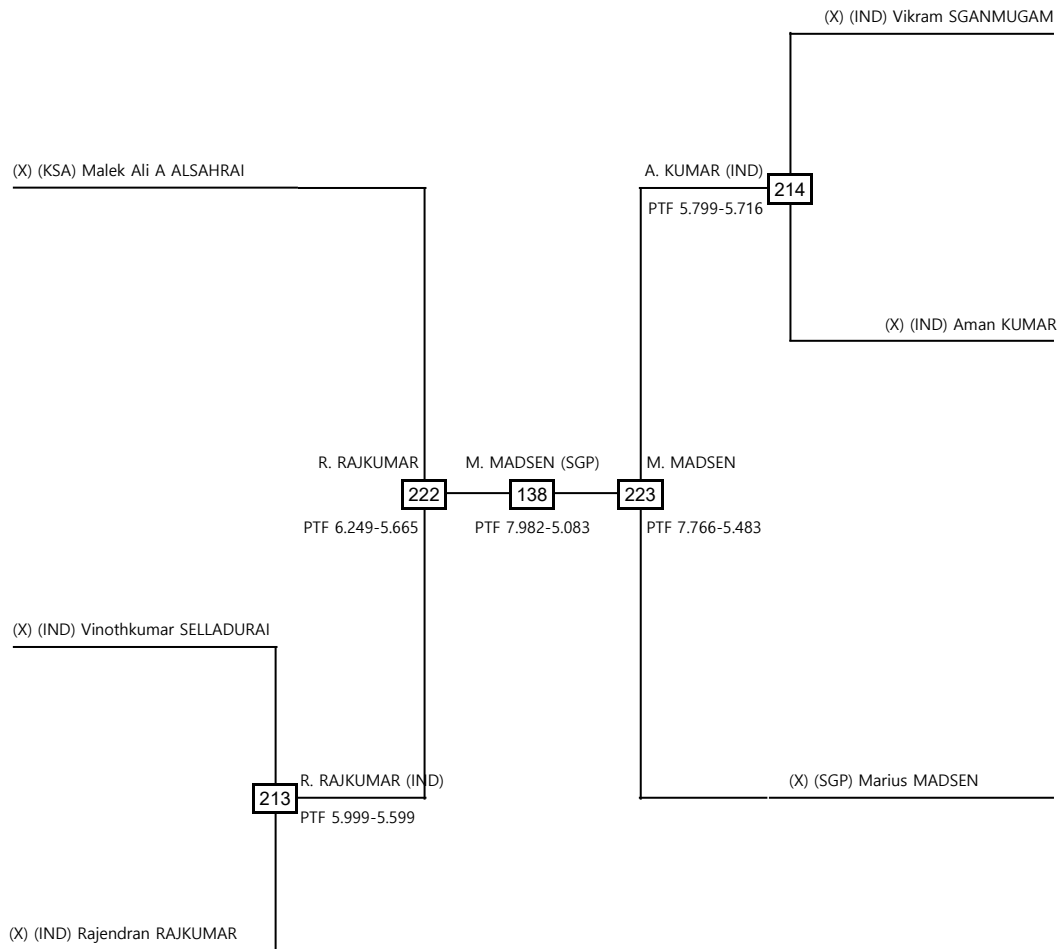 (X) (IND) Vikram SGANMUGAM
(X) (KSA) Malek Ali A ALSAHRAI
A. KUMAR (IND)
214
PTF 5.799-5.716
(X) (IND) Aman KUMAR
R. RAJKUMAR
M. MADSEN (SGP)
M. MADSEN
222
138
223
PTF 6.249-5.665
PTF 7.982-5.083
PTF 7.766-5.483
(X) (IND) Vinothkumar SELLADURAI
R. RAJKUMAR (IND)
(X) (SGP) Marius MADSEN
213
PTF 5.999-5.599
(X) (IND) Rajendran RAJKUMAR